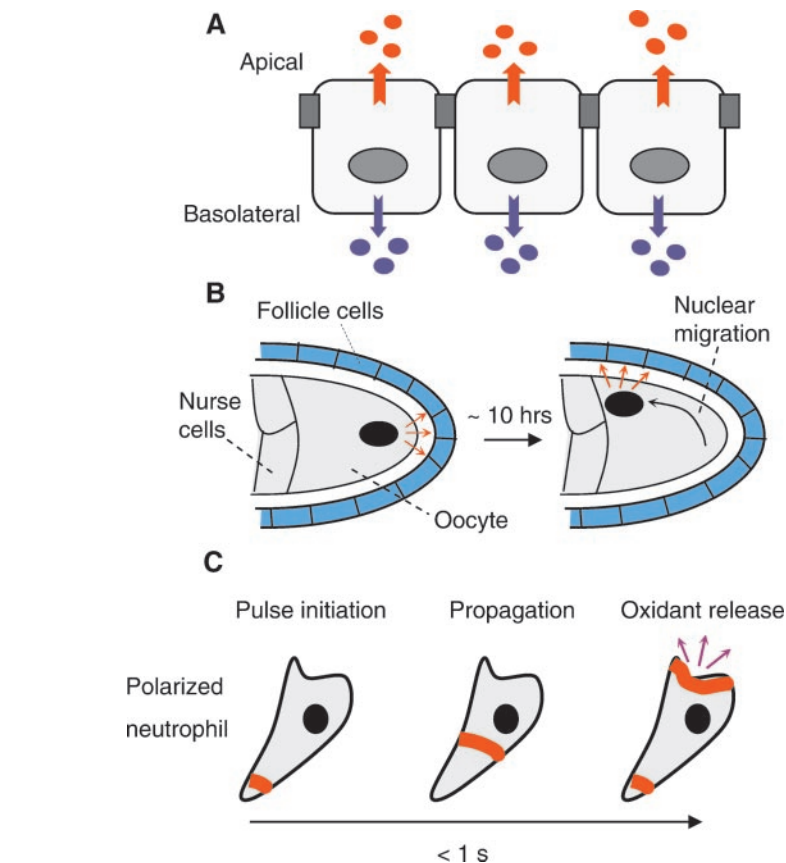 A
Apical
Basolateral
B
Follicle cells
Nurse
cells
Oocyte
~ 10 hrs
Nuclear
migration
C
Pulse initiation
Propagation
Oxidant release
Polarized
neutrophil
< 1 s